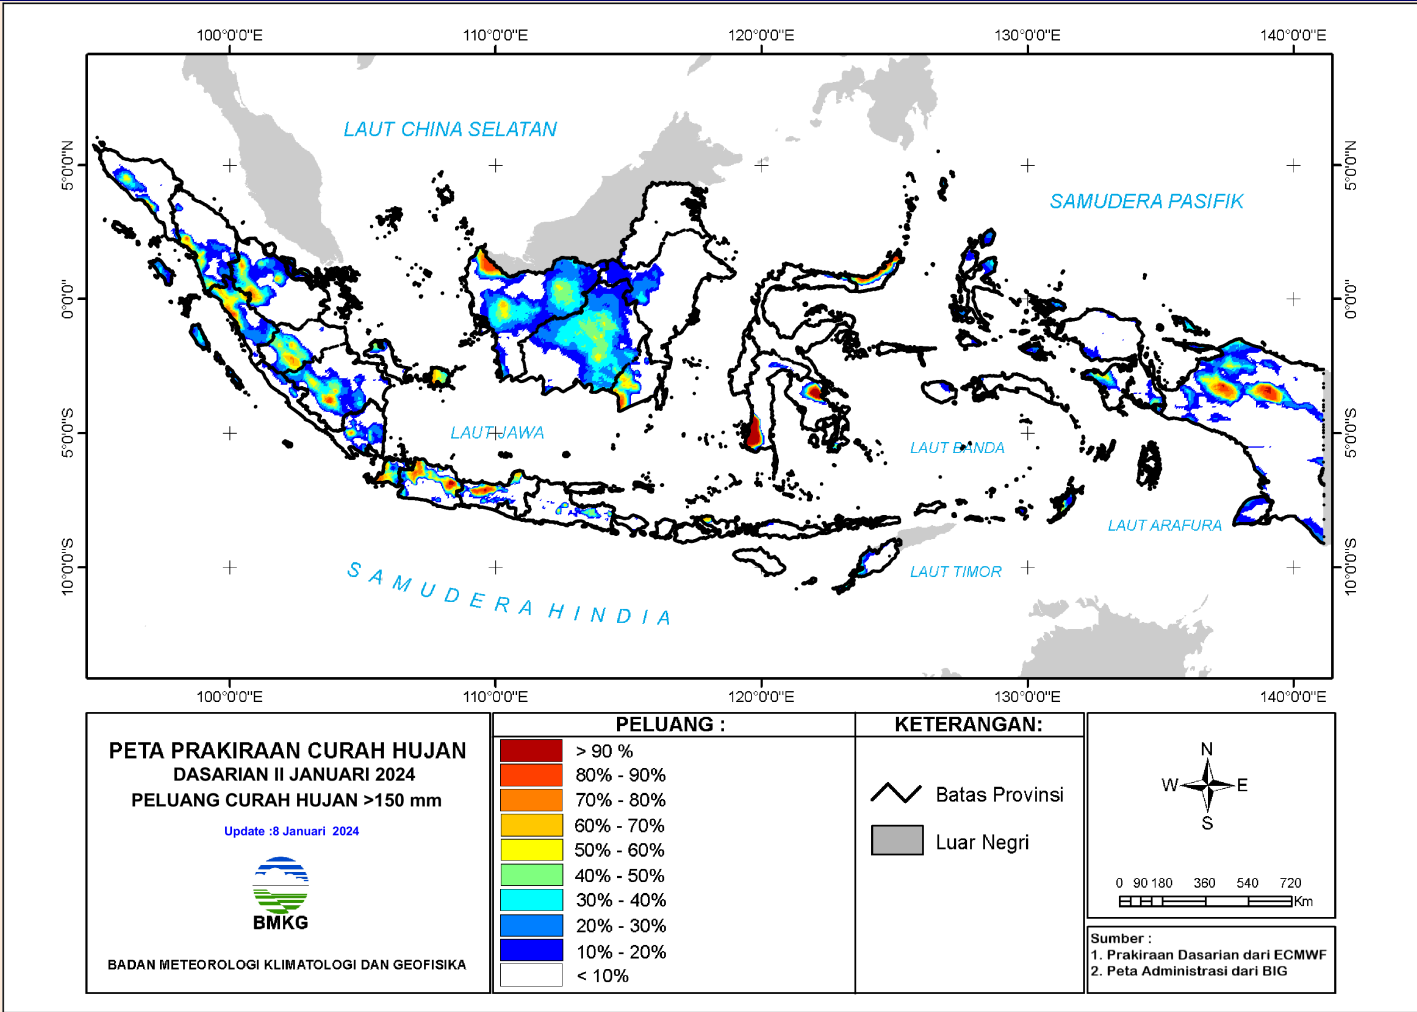 100°0'0"E 110°0'0"E 120°0'0"E 130°0'0"E 140°0'0"E
LAUT CHINA SELATAN
5°0'0"N 5°0'0"N
SAMUDERA PASIFIK
0°0'0" 0°0'0"
LAUT JAWA
5°0'0"S 5°0'0"S
LAUT BANDA
LAUT ARAFURA
10°0'0"S 10°0'0"S
LAUT TIMOR
SAMUDERA HINDIA
100°0'0"E 110°0'0"E 120°0'0"E 130°0'0"E 140°0'0"E
PETA PRAKIRAAN CURAH HUJAN
DASARIAN II JANUARI 2024
PELUANG CURAH HUJAN >150 mm
Update :8 Januari 2024
BMKG
BADAN METEOROLOGI KLIMATOLOGI DAN GEOFISIKA
PELUANG :
> 90 %
80% - 90%
70% - 80%
60% - 70%
50% - 60%
40% - 50%
30% - 40%
20% - 30%
10% - 20%
< 10%
KETERANGAN:
Batas Provinsi
Luar Negri
N
W E
S
0 90 180 360 540 720
Km
Sumber :
1. Prakiraan Dasarian dari ECMWF
2. Peta Administrasi dari BIG